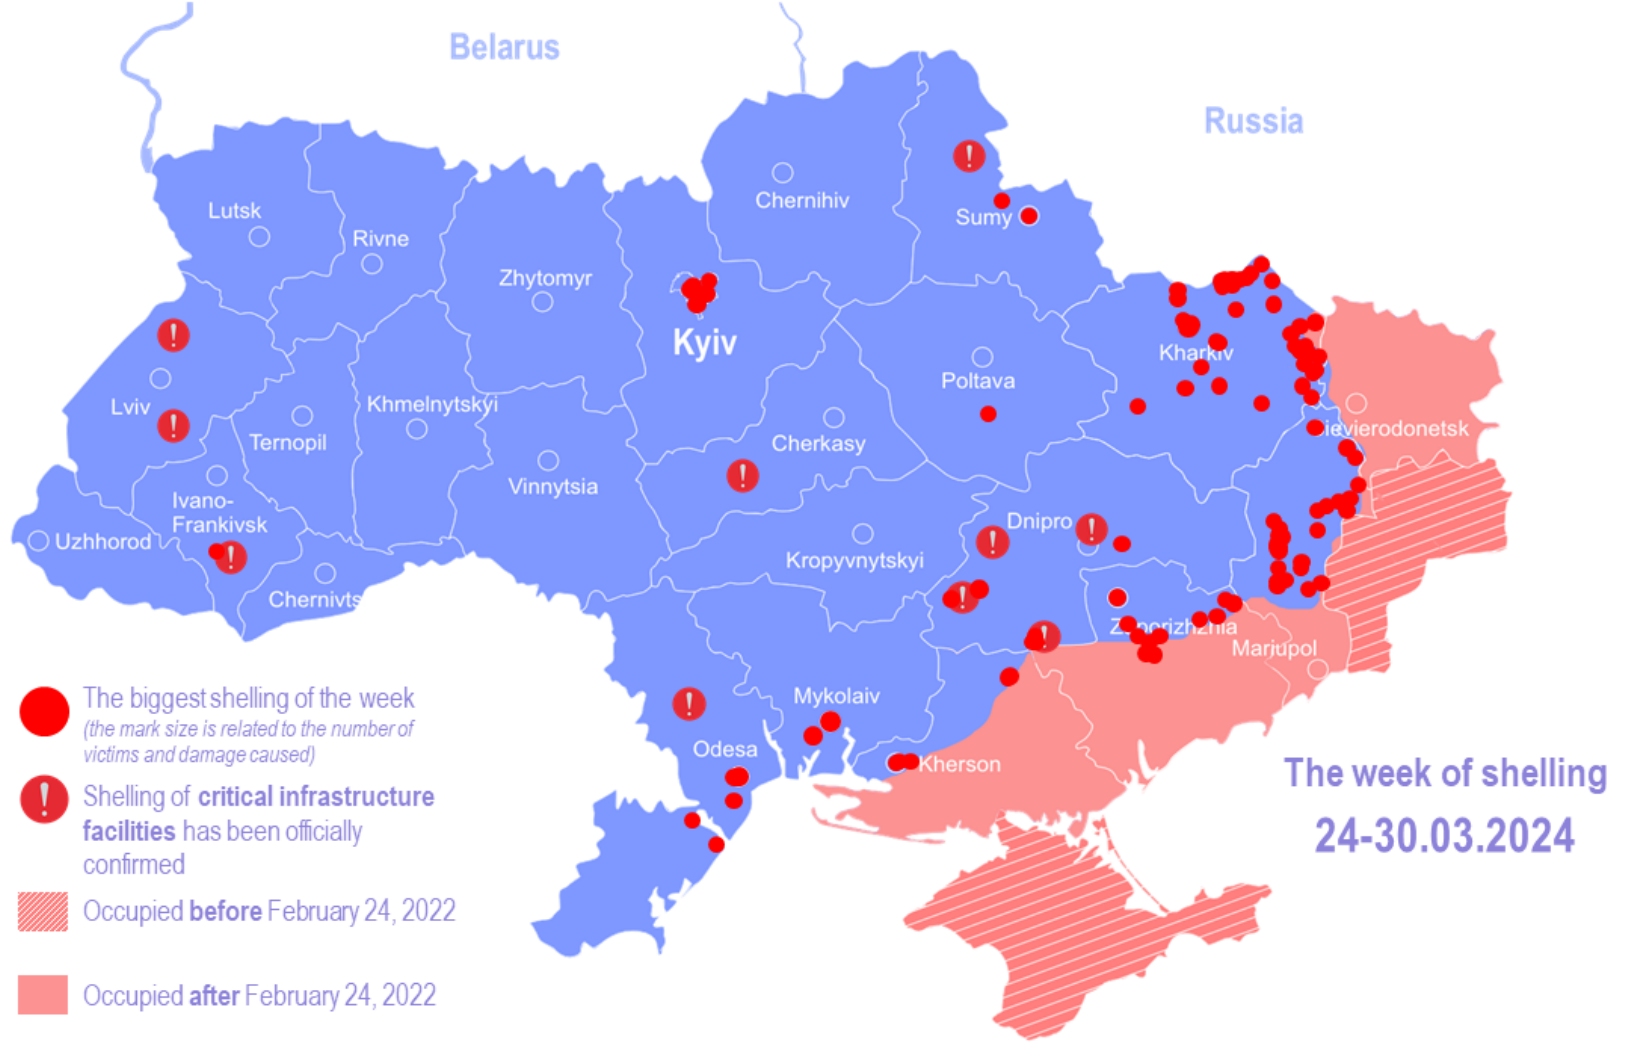 Belarus
Russia
Chernihiv
Sumy
Lutsk
Rivne
Zhytomyr
Kyiv
Kharkiv
Poltava
Lviv
Khmelnytskyi
Ternopil
Cherkasy
Sievierodonetsk
Vinnytsia
Ivano-
Frankivsk
Dnipro
Uzhhorod
Kropyvnytskyi
Chernivtsi
Zaporizhzhia
Mariupol
Mykolaiv
Odesa
Kherson
The biggest shelling of the week
(the mark size is related to the number of
victims and damage caused)
Shelling of critical infrastructure
facilities has been officially
confirmed
Occupied before February 24, 2022
Occupied after February 24, 2022
The week of shelling
24-30.03.2024
!
!
!
!
!
!
!
!
!
!
!